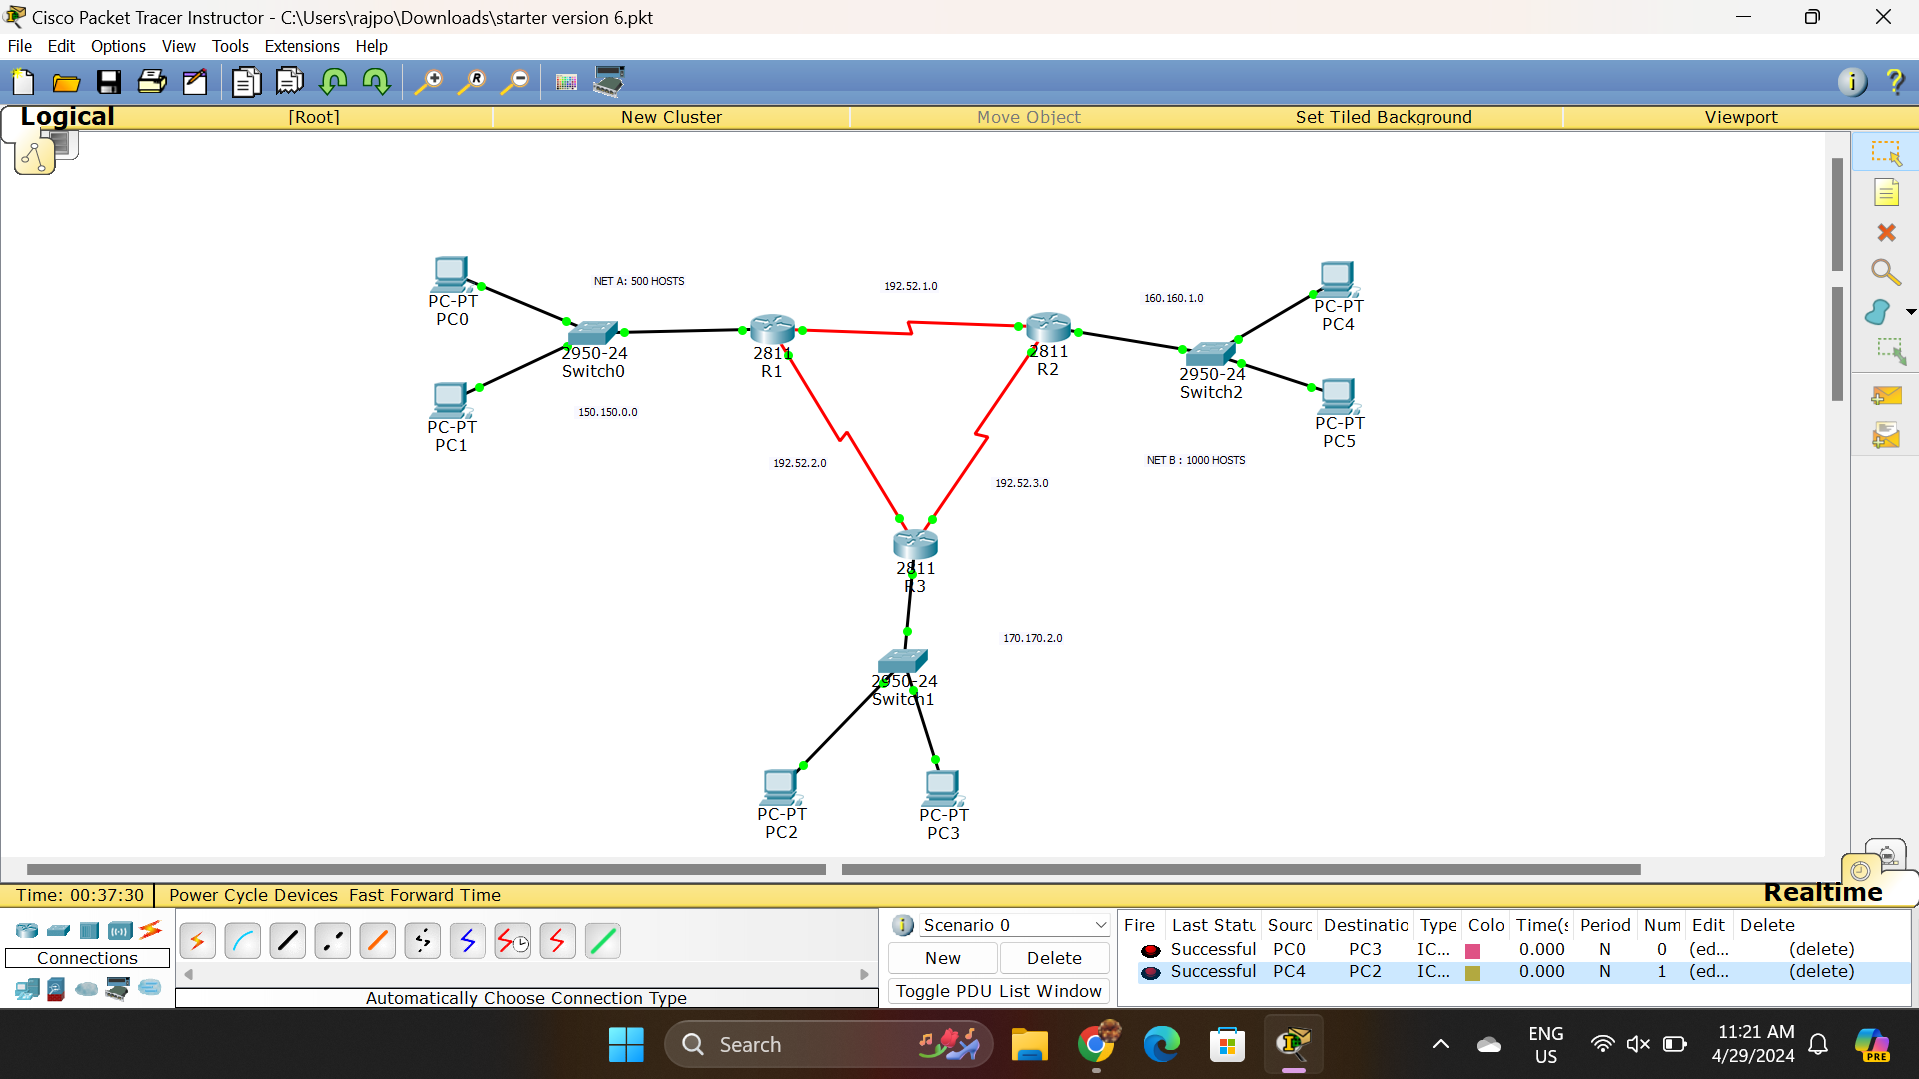 Cisco Packet Tracer Instructor - C:\Users\rajpo\Downloads\starter version 6.pkt
File Edit Options View Tools Extensions Help
Logical [Root] New Cluster Move Object Set Tiled Background Viewport
NET A: 500 HOSTS
192.52.1.0
160.160.1.0
PC-PT
PC0
PC-PT
PC4
2811
R1
2811
R2
2950-24
Switch0
2950-24
Switch2
150.150.0.0
PC-PT
PC1
PC-PT
PC5
192.52.2.0
NET B : 1000 HOSTS
192.52.3.0
2811
R3
170.170.2.0
2950-24
Switch1
PC-PT
PC2
PC-PT
PC3
Time: 00:37:30 Power Cycle Devices Fast Forward Time Realtime
Connections
Automatically Choose Connection Type
Scenario 0
New Delete
Toggle PDU List Window
Fire Last Statu Sourc Destinatic Type Colo Time(s Period Num Edit Delete
Successful PC0 PC3 IC... 0.000 N 0 (ed... (delete)
Successful PC4 PC2 IC... 0.000 N 1 (ed... (delete)
Search
ENG
US
11:21 AM
4/29/2024
PRE